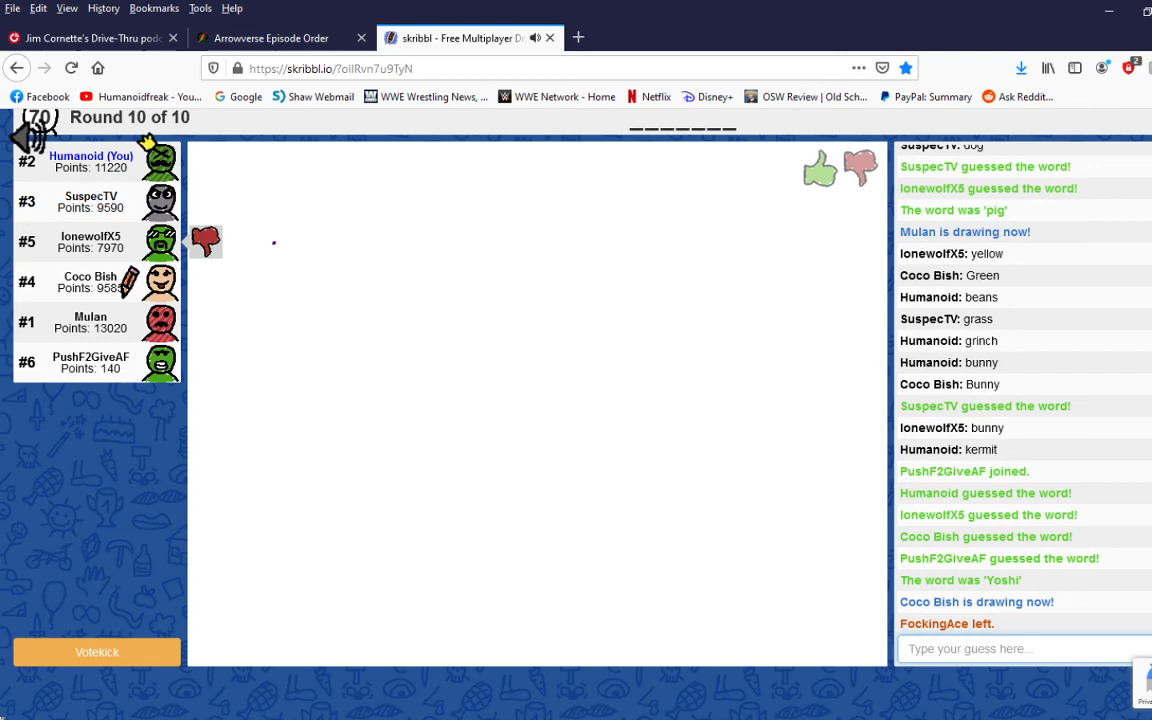 File Edit View History Bookmarks Tools Help
Jim Cornette's Drive-Thru pod
Arrowverse Episode Order
skribbl - Free Multiplayer Dr
https://skribbl.io/?olIRvn7u9TyN
Facebook
Humanoidfreak - You...
Google
Shaw Webmail
WWE Wrestling News, ...
WWE Network - Home
Netflix
Disney+
OSW Review | Old Sch...
PayPal: Summary
Ask Reddit...
70
Round 10 of 10
_ _ _ _ _ _ _
#2 Humanoid (You)
Points: 11220
#3 SuspecTV
Points: 9590
#5 lonewolfX5
Points: 7970
#4 Coco Bish
Points: 9585
#1 Mulan
Points: 13020
#6 PushF2GiveAF
Points: 140
Votekick
SuspecTV: dog
SuspecTV guessed the word!
lonewolfX5 guessed the word!
The word was 'pig'
Mulan is drawing now!
lonewolfX5: yellow
Coco Bish: Green
Humanoid: beans
SuspecTV: grass
Humanoid: grinch
Humanoid: bunny
Coco Bish: Bunny
SuspecTV guessed the word!
lonewolfX5: bunny
Humanoid: kermit
PushF2GiveAF joined.
Humanoid guessed the word!
lonewolfX5 guessed the word!
Coco Bish guessed the word!
PushF2GiveAF guessed the word!
The word was 'Yoshi'
Coco Bish is drawing now!
FockingAce left.
Type your guess here...
2
Priva